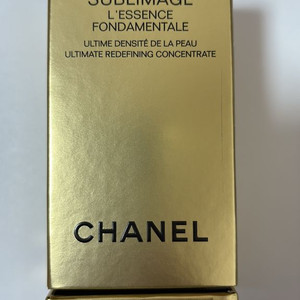 SUBLIMAGE
L'ESSENCE
FONDAMENTALE
ULTIME DENSITÉ DE LA PEAU
ULTIMATE REDEFINING CONCENTRATE
CHANEL